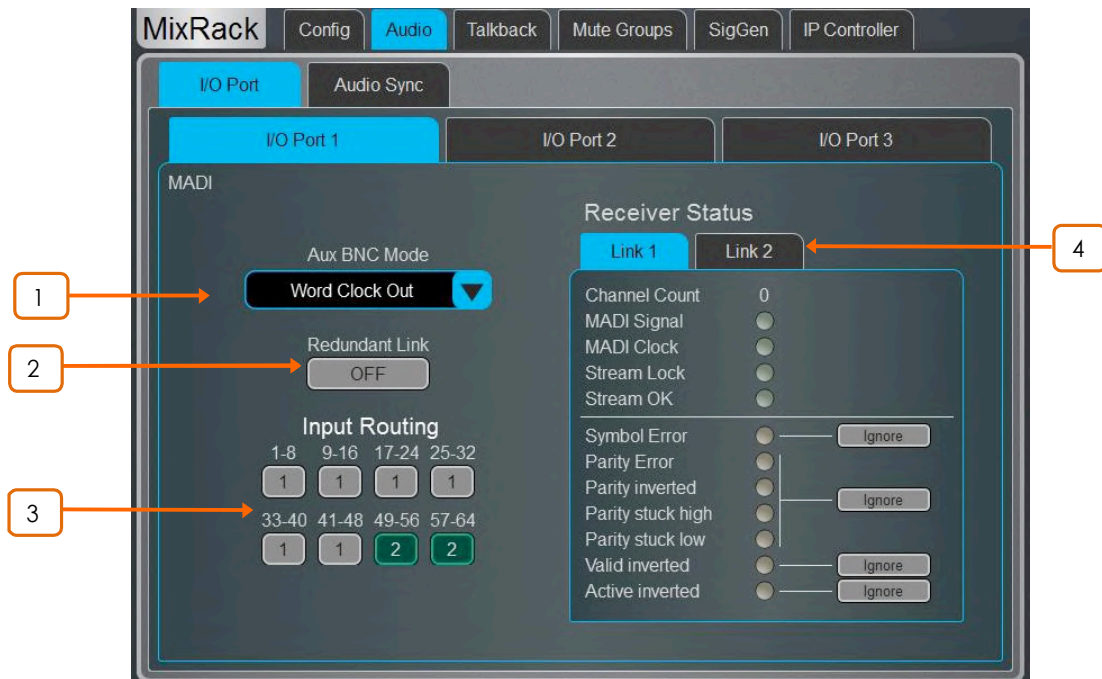 MixRack Config Audio Talkback Mute Groups SigGen IP Controller
I/O Port Audio Sync
I/O Port 1 I/O Port 2 I/O Port 3
MADI
1
Aux BNC Mode
Word Clock Out
2
Redundant Link
OFF
3
Input Routing
1-8 9-16 17-24 25-32
1 1 1 1
33-40 41-48 49-56 57-64
1 1 2 2
Receiver Status
4
Link 1 Link 2
Channel Count 0
MADI Signal
MADI Clock
Stream Lock
Stream OK
Symbol Error Ignore
Parity Error
Parity inverted
Parity stuck high Ignore
Parity stuck low
Valid inverted Ignore
Active inverted Ignore